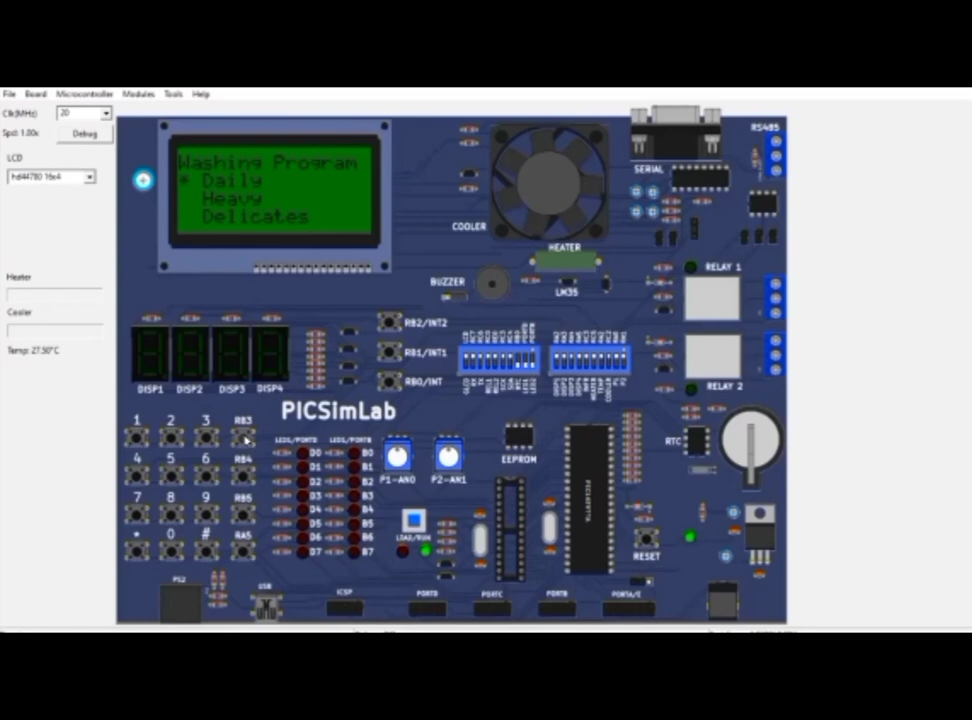 File Board Microcontroller Modules Tools Help
Clk(MHz) 20
Spd: 1.00x Debug
LCD
hd44780 16x4
Washing Program
* Daily
Heavy
Delicates
Heater
Cooler
Temp: 27.50°C
COOLER
HEATER
BUZZER
LM35
SERIAL
RS485
RELAY 1
RELAY 2
RB2/INT2
RB1/INT1
RB0/INT
DISP1 DISP2 DISP3 DISP4
PICSimLab
1 2 3 RB3
4 5 6 RB4
7 8 9 RB5
* 0 # RA5
LED1/PORTD LED1/PORTB
D0 B0
D1 B1
D2 B2
D3 B3
D4 B4
D5 B5
D6 B6
D7 B7
P1-AN0 P2-AN1
EEPROM
RTC
RESET
PS2
USB
ICSP
PORTD
PORTC
PORTB
PORTA/E